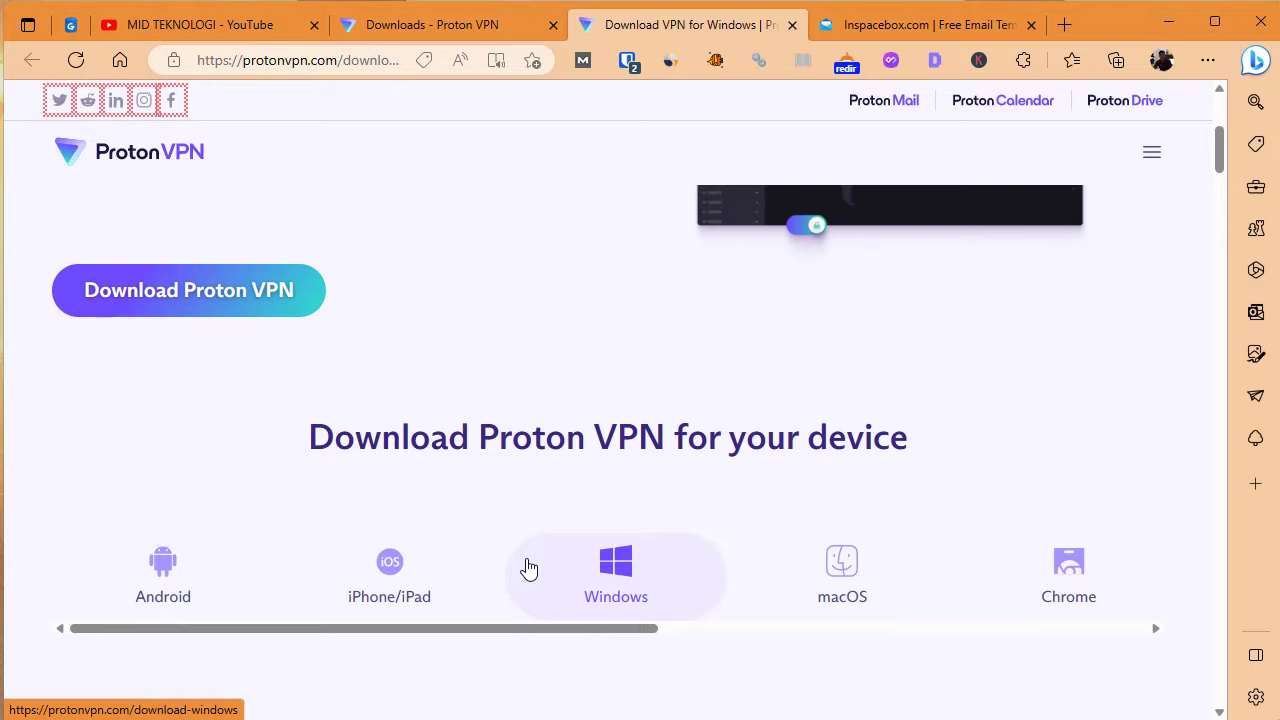 MID TEKNOLOGI - YouTube
Downloads - Proton VPN
Download VPN for Windows | Pr
Inspacebox.com | Free Email Tem
https://protonvpn.com/downlo...
2
redir
Proton Mail
Proton Calendar
Proton Drive
ProtonVPN
Download Proton VPN
Download Proton VPN for your device
iOS
Android
iPhone/iPad
Windows
macOS
Chrome
https://protonvpn.com/download-windows